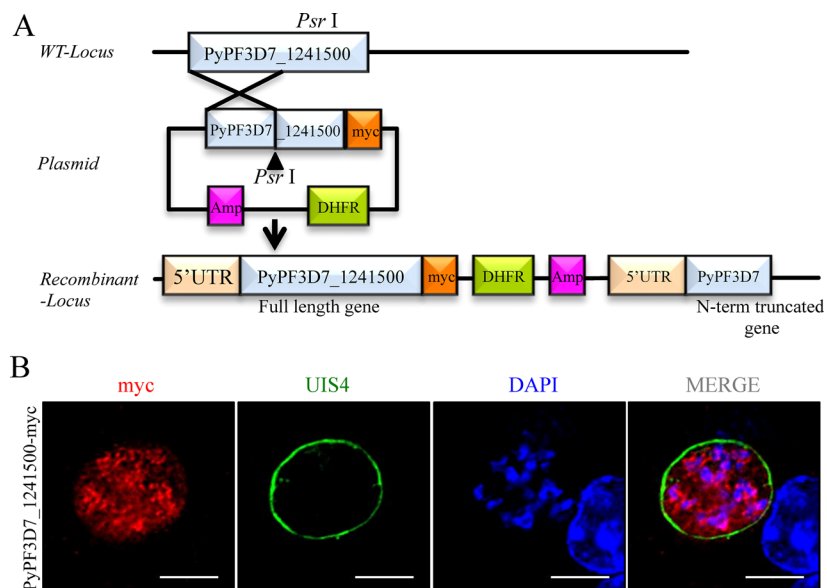 A
Psr I
WT-Locus
PyPF3D7_1241500
PyPF3D7 _1241500 myc
Plasmid
Psr I
Amp DHFR
Recombinant
-Locus
5'UTR PyPF3D7_1241500 myc DHFR Amp 5'UTR PyPF3D7
Full length gene
N-term truncated
gene
B
myc UIS4 DAPI MERGE
PyPF3D7_1241500-myc